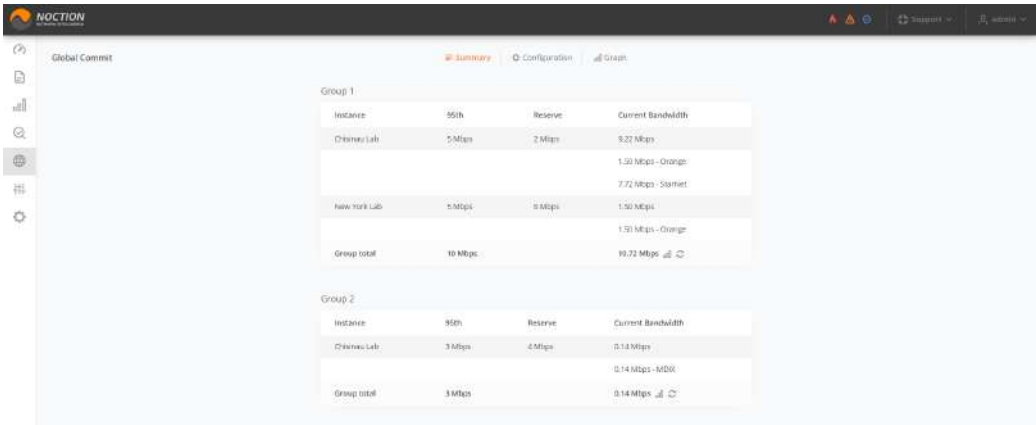 NOCTION
Support
admin
Global Commit
Summary
Configuration
Graph
Group 1
Instance 95th Reserve Current Bandwidth
Chisinau Lab 5 Mbps 2 Mbps 9.22 Mbps
1.50 Mbps - Orange
7.72 Mbps - Starnet
New York Lab 5 Mbps Mbps 1.50 Mbps
1.50 Mbps - Orange
Group total 10 Mbps 10.72 Mbps
Group 2
Instance 95th Reserve Current Bandwidth
Chisinau Lab 3 Mbps 4 Mbps 0.14 Mbps
0.14 Mbps - MDIX
Group total 3 Mbps 0.14 Mbps